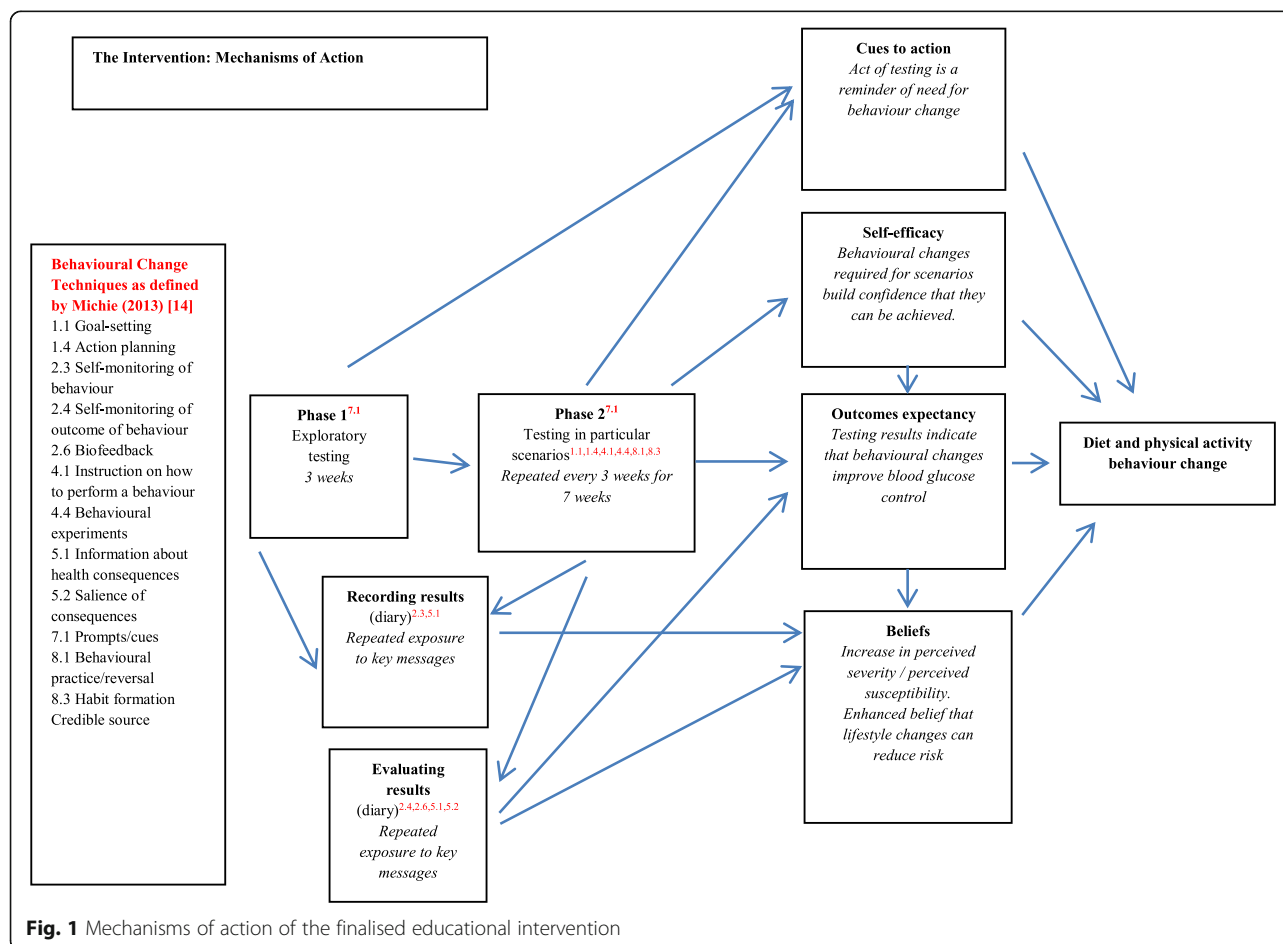 The Intervention: Mechanisms of Action
Cues to action
Act of testing is a
reminder of need for
behaviour change
Behavioural Change
Techniques as defined
by Michie (2013) [14]
1.1 Goal-setting
1.4 Action planning
2.3 Self-monitoring of
behaviour
2.4 Self-monitoring of
outcome of behaviour
2.6 Biofeedback
4.1 Instruction on how
to perform a behaviour
4.4 Behavioural
experiments
5.1 Information about
health consequences
5.2 Salience of
consequences
7.1 Prompts/cues
8.1 Behavioural
practice/reversal
8.3 Habit formation
Credible source
Phase 17.1
Exploratory
testing
3 weeks
Phase 27.1
Testing in particular
scenarios1.1,1.4,4.1,4.4,8.1,8.3
Repeated every 3 weeks for
7 weeks
Recording results
(diary)2.3,5.1
Repeated exposure
to key messages
Evaluating
results
(diary)2.4,2.6,5.1,5.2
Repeated
exposure to key
messages
Self-efficacy
Behavioural changes
required for scenarios
build confidence that they
can be achieved.
Outcomes expectancy
Testing results indicate
that behavioural changes
improve blood glucose
control
Beliefs
Increase in perceived
severity / perceived
susceptibility.
Enhanced belief that
lifestyle changes can
reduce risk
Diet and physical activity
behaviour change
Fig. 1 Mechanisms of action of the finalised educational intervention